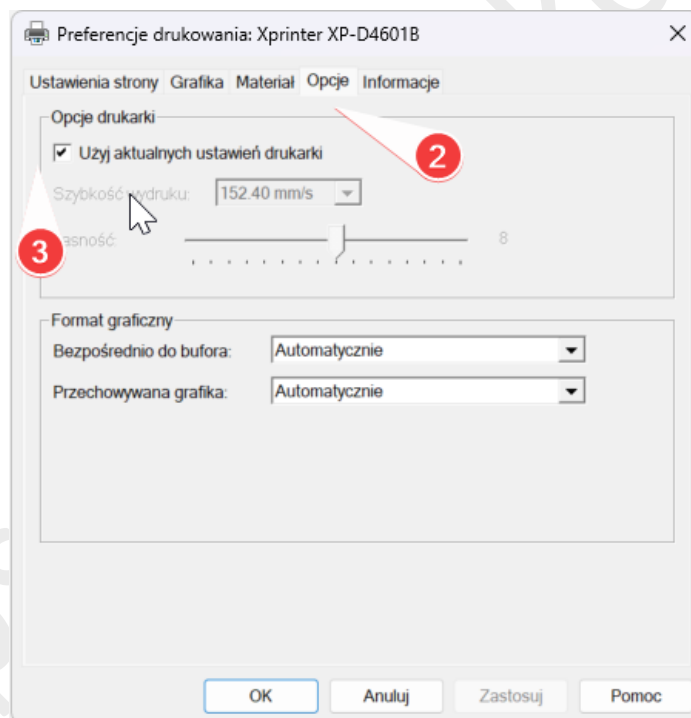 Preferencje drukowania: Xprinter XP-D4601B
Ustawienia strony Grafika Materiał Opcje Informacje
Opcje drukarki
2
Użyj aktualnych ustawień drukarki
Szybkość wydruku: 152.40 mm/s
3
8
Format graficzny
Bezpośrednio do bufora: Automatycznie
Przechowywana grafika: Automatycznie
OK Anuluj Zastosuj Pomoc